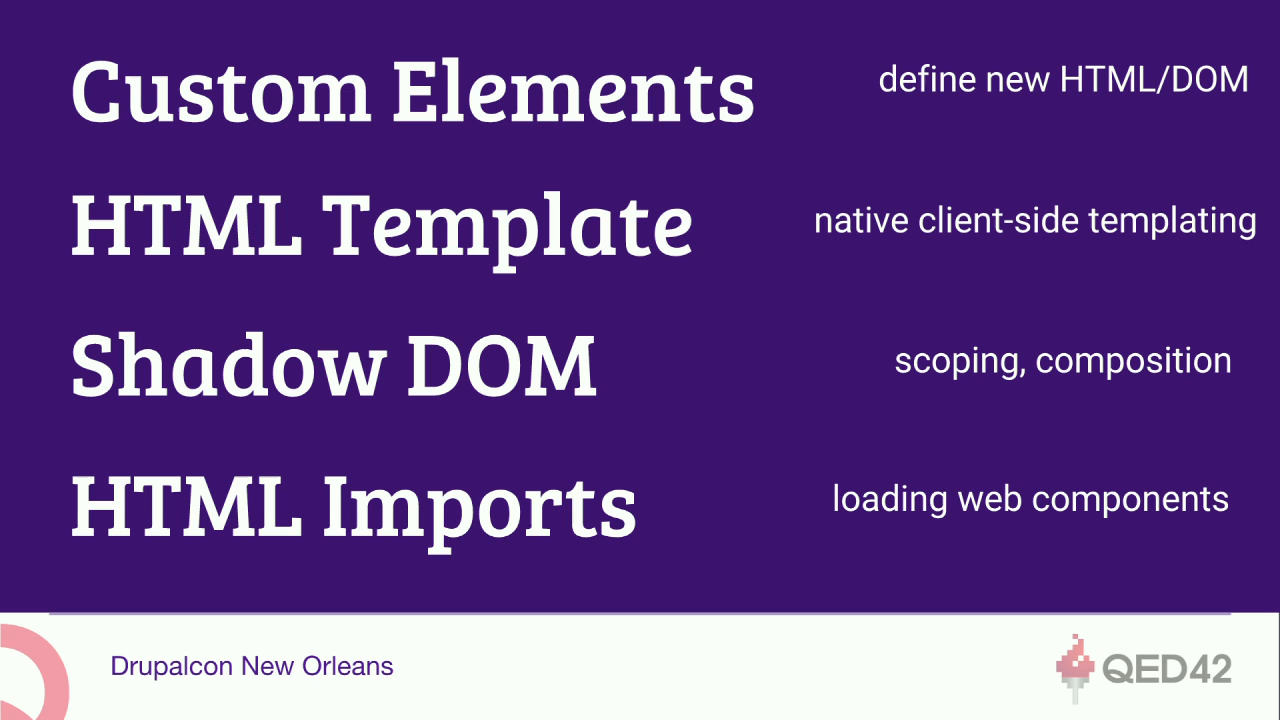 Custom Elements
define new HTML/DOM
HTML Template
native client-side templating
Shadow DOM
scoping, composition
HTML Imports
loading web components
Drupalcon New Orleans
QED42